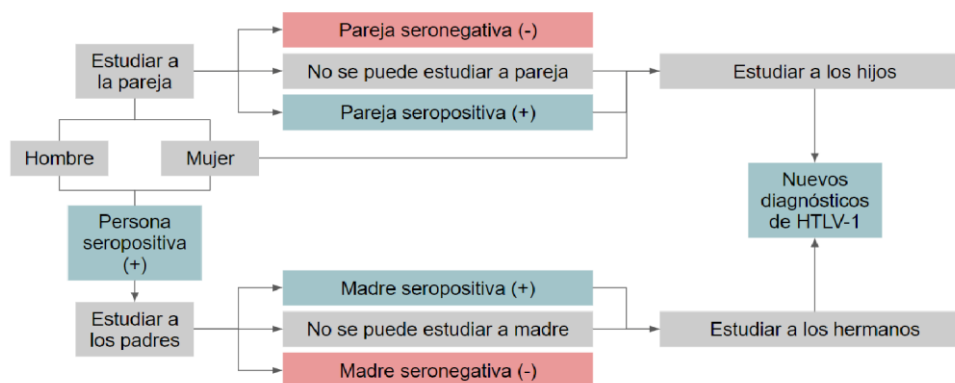 Pareja seronegativa (-)
Estudiar a
la pareja
No se puede estudiar a pareja
Estudiar a los hijos
Pareja seropositiva (+)
Hombre
Mujer
Nuevos
diagnósticos
de HTLV-1
Persona
seropositiva
(+)
Madre seropositiva (+)
Estudiar a
los padres
No se puede estudiar a madre
Estudiar a los hermanos
Madre seronegativa (-)